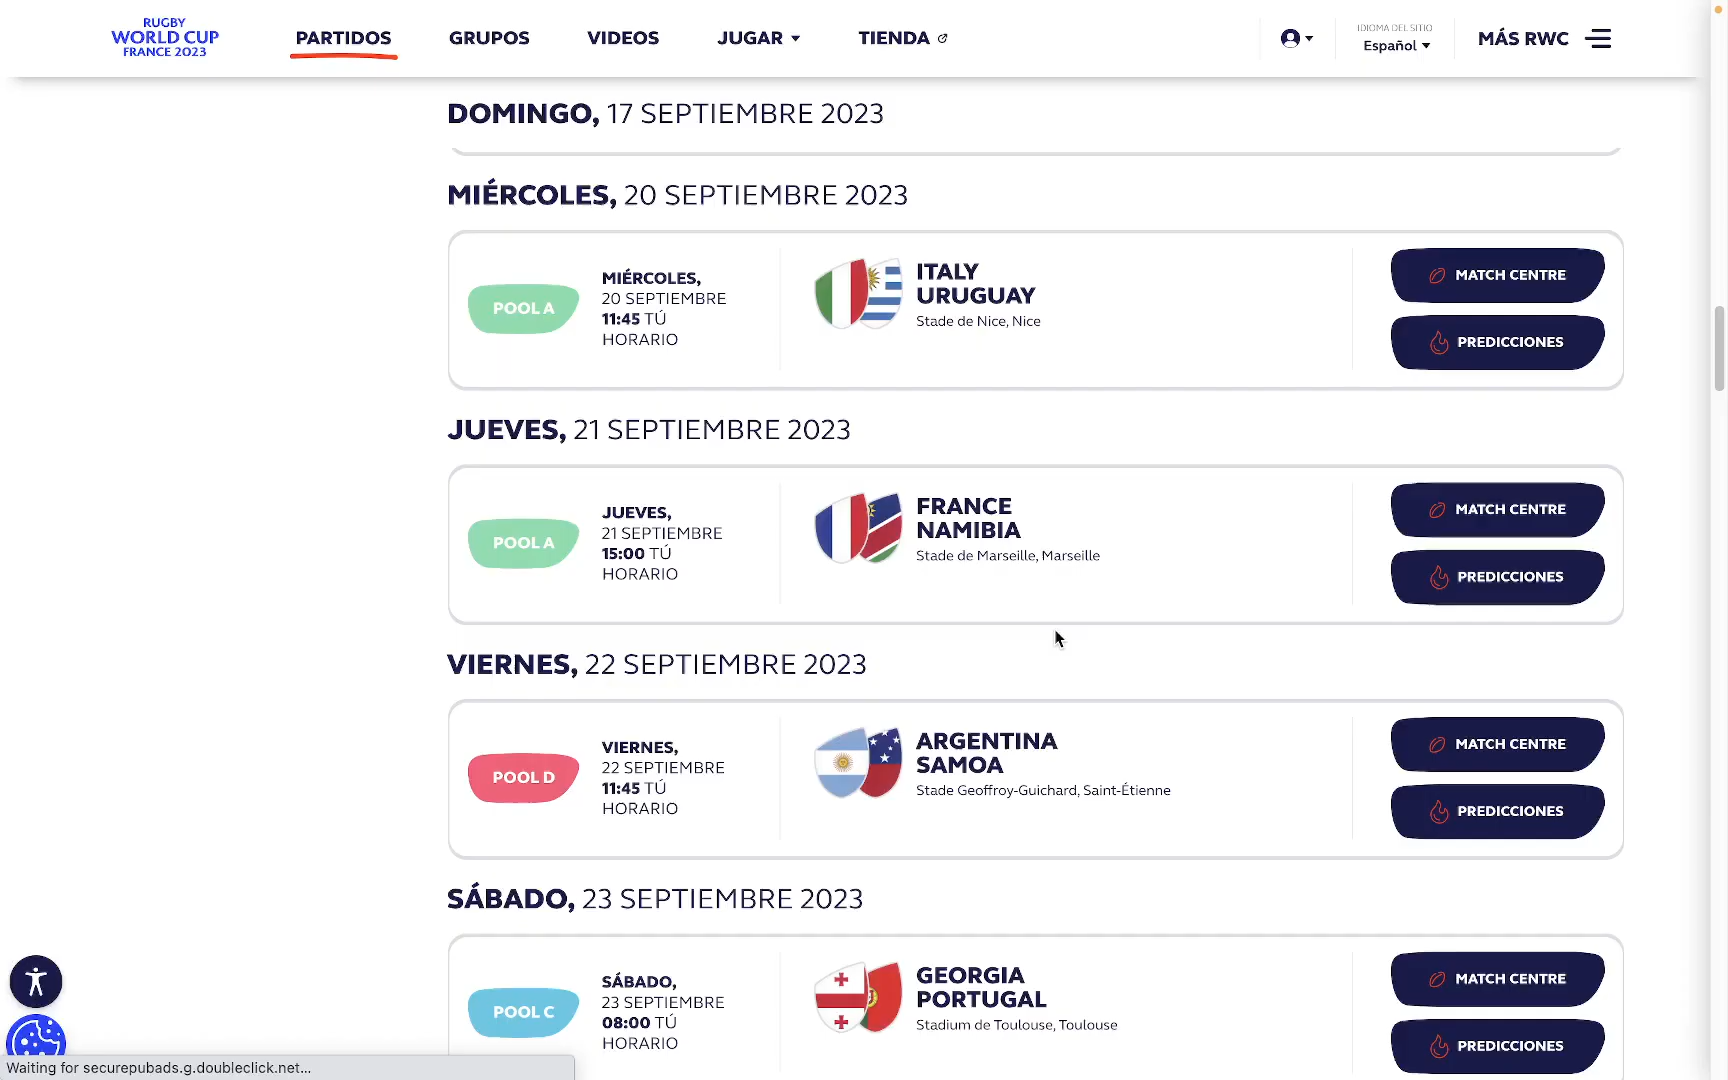 RUGBY
WORLD CUP
FRANCE 2023
PARTIDOS
GRUPOS
VIDEOS
JUGAR
TIENDA
IDIOMA DEL SITIO
Español
MÁS RWC
DOMINGO, 17 SEPTIEMBRE 2023
MIÉRCOLES, 20 SEPTIEMBRE 2023
POOL A
MIÉRCOLES,
20 SEPTIEMBRE
11:45 TÚ
HORARIO
ITALY
URUGUAY
Stade de Nice, Nice
MATCH CENTRE
PREDICCIONES
JUEVES, 21 SEPTIEMBRE 2023
POOL A
JUEVES,
21 SEPTIEMBRE
15:00 TÚ
HORARIO
FRANCE
NAMIBIA
Stade de Marseille, Marseille
MATCH CENTRE
PREDICCIONES
VIERNES, 22 SEPTIEMBRE 2023
POOL D
VIERNES,
22 SEPTIEMBRE
11:45 TÚ
HORARIO
ARGENTINA
SAMOA
Stade Geoffroy-Guichard, Saint-Étienne
MATCH CENTRE
PREDICCIONES
SÁBADO, 23 SEPTIEMBRE 2023
POOL C
SÁBADO,
23 SEPTIEMBRE
08:00 TÚ
HORARIO
GEORGIA
PORTUGAL
Stadium de Toulouse, Toulouse
MATCH CENTRE
PREDICCIONES
Waiting for securepubads.g.doubleclick.net...